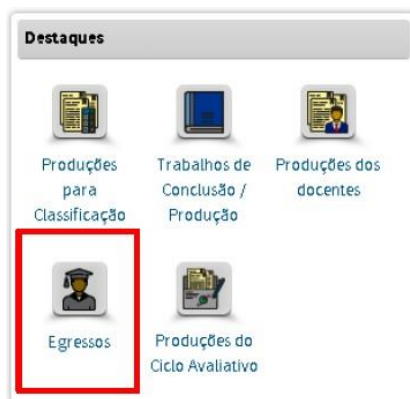 Destaques
Produções para Classificação
Trabalhos de Conclusão / Produção
Produções dos docentes
Egressos
Produções do Ciclo Avaliativo